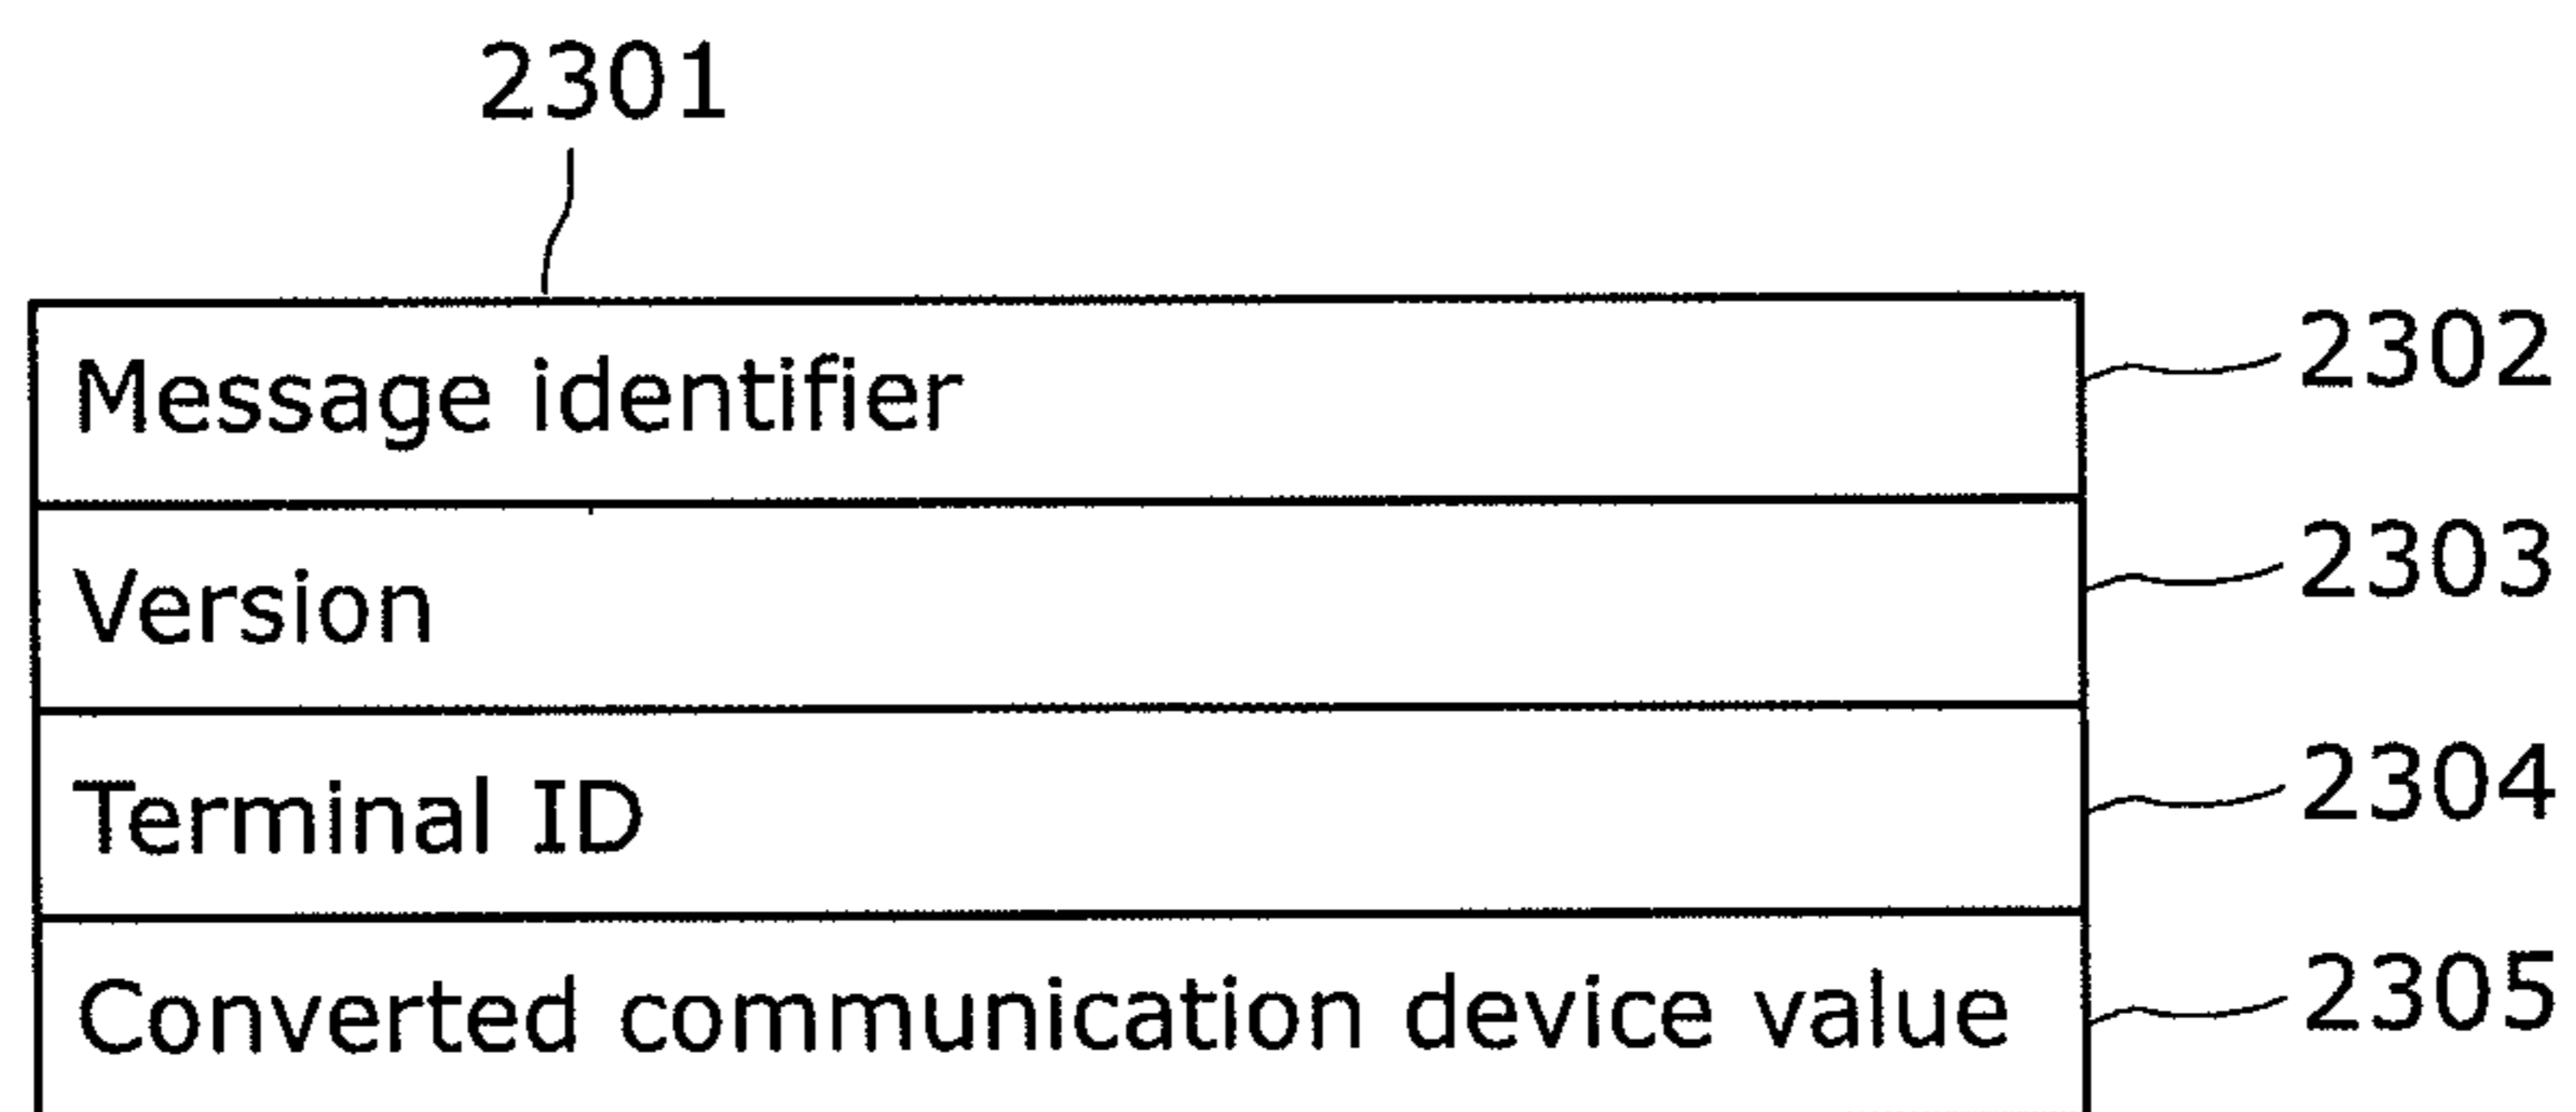 2301
Message identifier 2302
Version 2303
Terminal ID 2304
Converted communication device value 2305